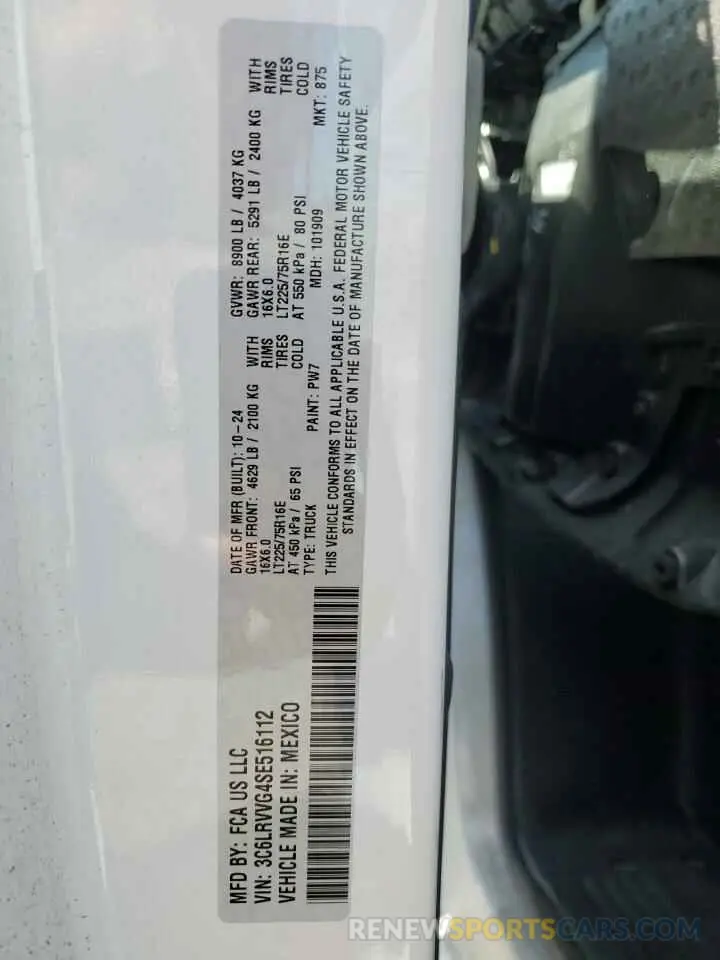 MFD BY: FCA US LLC
VIN: 3C6LRVVG4SE516112
VEHICLE MADE IN: MEXICO
DATE OF MFR (BUILT): 10-24 GVWR: 8900 LB / 4037 KG
GAWR FRONT: 4629 LB / 2100 KG WITH GAWR REAR: 5291 LB / 2400 KG WITH
16X6.0 RIMS 16X6.0 RIMS
LT225/75R16E TIRES LT225/75R16E TIRES
AT 450 kPa / 65 PSI COLD AT 550 kPa / 80 PSI COLD
TYPE: TRUCK PAINT: PW7 MDH: 101909 MKT: 875
THIS VEHICLE CONFORMS TO ALL APPLICABLE U.S.A. FEDERAL MOTOR VEHICLE SAFETY
STANDARDS IN EFFECT ON THE DATE OF MANUFACTURE SHOWN ABOVE.
RENEWSPORTSCARS.COM